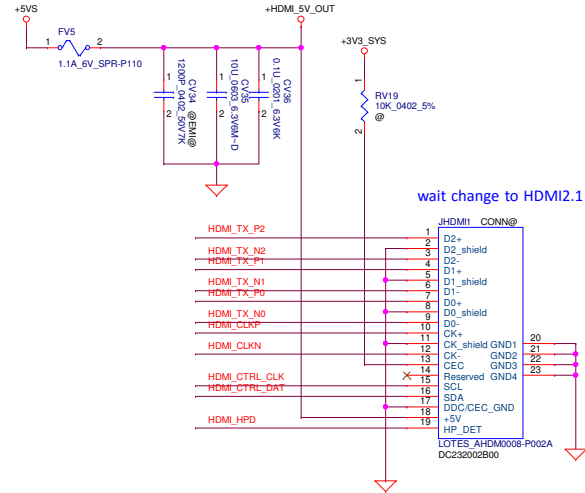 +5VS
+HDMI_5V_OUT
+3V3_SYS
FV5
1 2
1.1A_6V_SPR-P110
1
2
CV34
1200P_0402_50V7K
@EMI@
1
2
CV35
10U_0603_6.3V6M~D
1
2
CV36
0.1U_0201_6.3V6K
1
RV19
10K_0402_5%
@
2
wait change to HDMI2.1
JHDMI1 CONN@
HDMI_TX_P2 1 D2+
2 D2_shield
HDMI_TX_N2 3 D2-
HDMI_TX_P1 4 D1+
5 D1_shield
HDMI_TX_N1 6 D1-
HDMI_TX_P0 7 D0+
8 D0_shield
HDMI_TX_N0 9 D0-
HDMI_CLKP 10 CK+
11 CK_shield GND1 20
HDMI_CLKN 12 CK- GND2 21
13 CEC GND3 22
14 Reserved GND4 23
HDMI_CTRL_CLK 15 SCL
HDMI_CTRL_DAT 16 SDA
17 DDC/CEC_GND
18 +5V
HDMI_HPD 19 HP_DET
LOTES_AHDM0008-P002A
DC232002B00